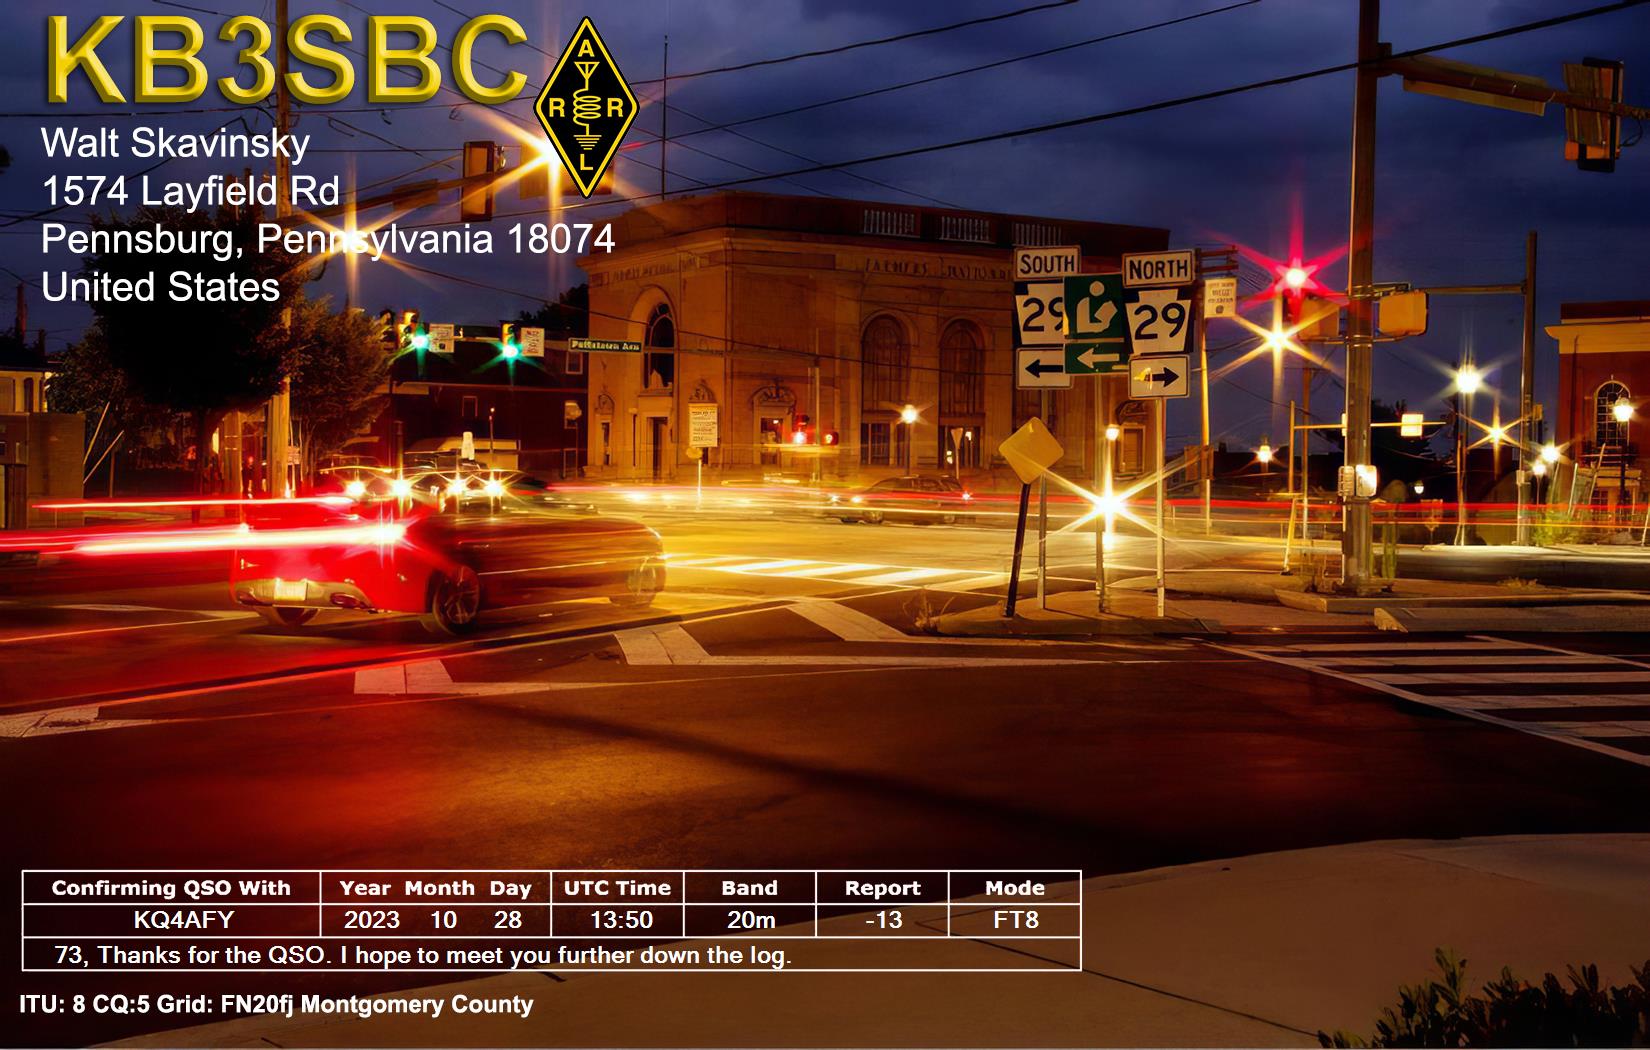 KB3SBC
A
R R
L
Walt Skavinsky
1574 Layfield Rd
Pennsburg, Pennsylvania 18074
United States
SOUTH
NORTH
29
29
Confirming QSO With Year Month Day UTC Time Band Report Mode
KQ4AFY 2023 10 28 13:50 20m -13 FT8
73, Thanks for the QSO. I hope to meet you further down the log.
ITU: 8 CQ:5 Grid: FN20fj Montgomery County